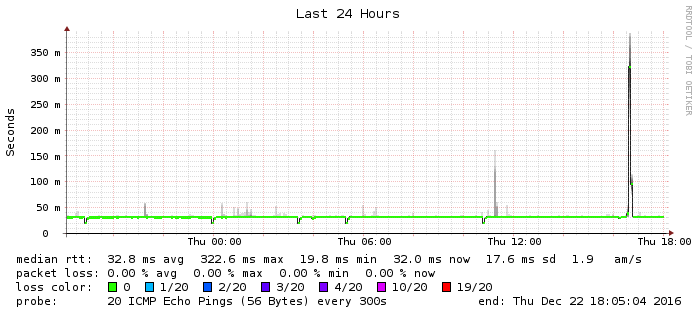 Last 24 Hours
RRDTOOL / TOBI OETIKER
Seconds
350 m
300 m
250 m
200 m
150 m
100 m
50 m
0
Thu 00:00 Thu 06:00 Thu 12:00 Thu 18:00
median rtt: 32.8 ms avg 322.6 ms max 19.8 ms min 32.0 ms now 17.6 ms sd 1.9 am/s
packet loss: 0.00 % avg 0.00 % max 0.00 % min 0.00 % now
loss color: 0 1/20 2/20 3/20 4/20 10/20 19/20
probe: 20 ICMP Echo Pings (56 Bytes) every 300s end: Thu Dec 22 18:05:04 2016